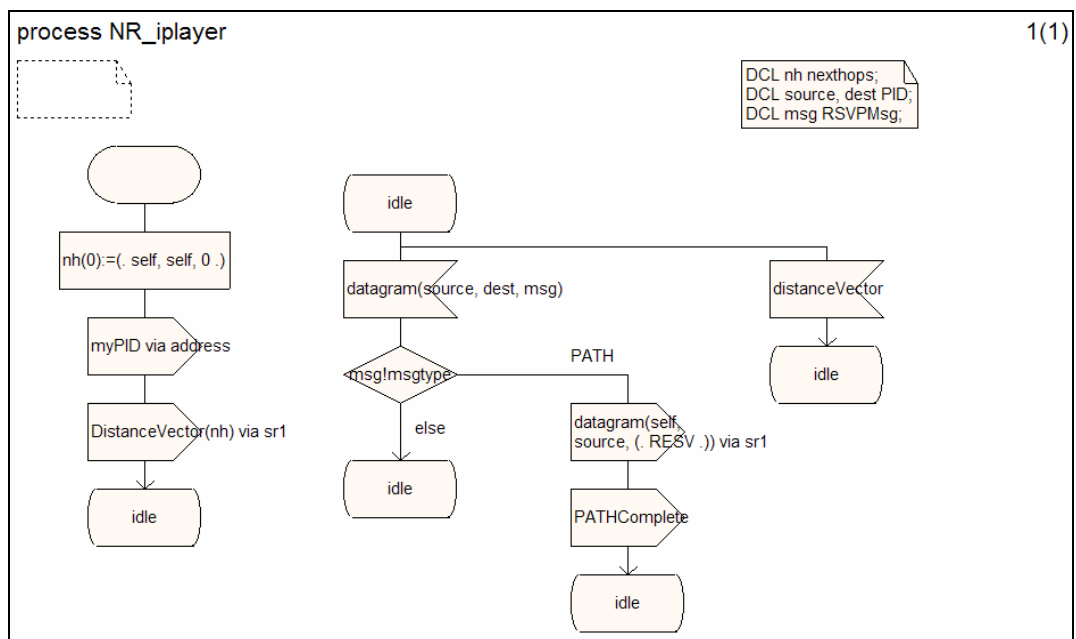 process NR_iplayer
1(1)
DCL nh nexthops;
DCL source, dest PID;
DCL msg RSVPMsg;
nh(0):=(. self, self, 0 .)
myPID via address
DistanceVector(nh) via sr1
idle
idle
datagram(source, dest, msg)
msg!msgtype
else
idle
PATH
datagram(self,
source, (. RESV .)) via sr1
PATHComplete
idle
distanceVector
idle